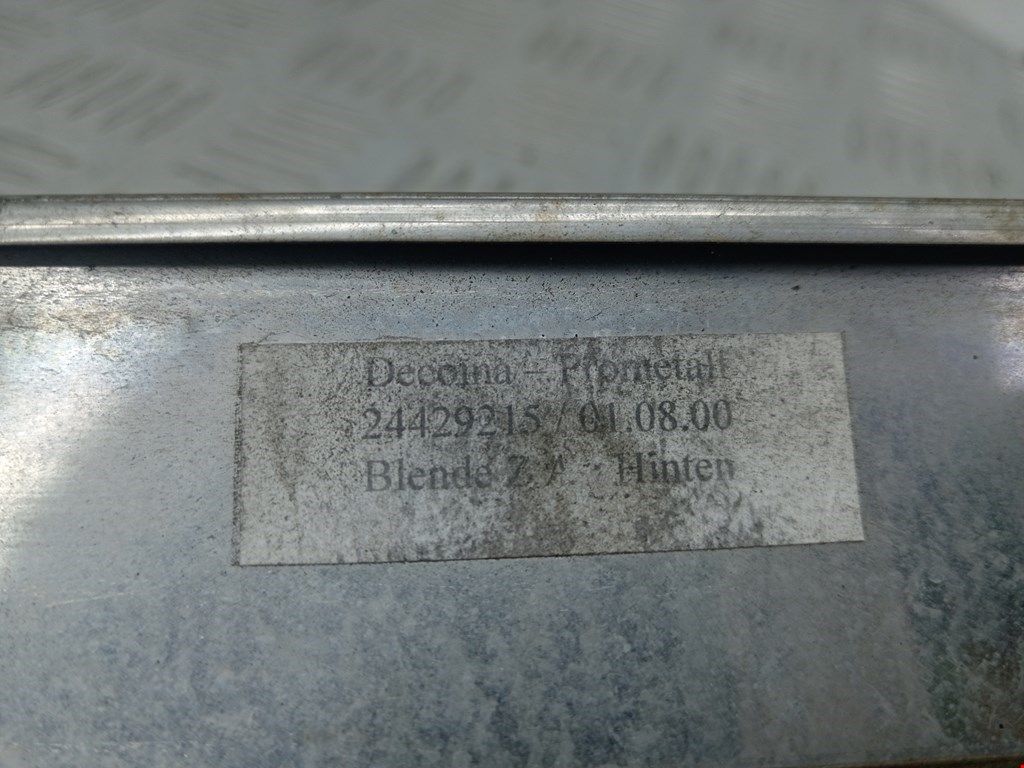 Decoma – Prometall
24429215 / 01.08.00
Blende Z. - Hinten